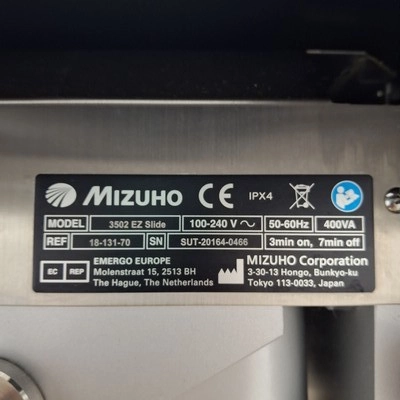 MIZUHO CE IPX4
MODEL 3502 EZ Slide 100-240 V 50-60Hz 400VA
REF 18-131-70 SN SUT-20164-0466 3min on, 7min off
EC REP
EMERGO EUROPE
Molenstraat 15, 2513 BH
The Hague, The Netherlands
MIZUHO Corporation
3-30-13 Hongo, Bunkyo-ku
Tokyo 113-0033, Japan